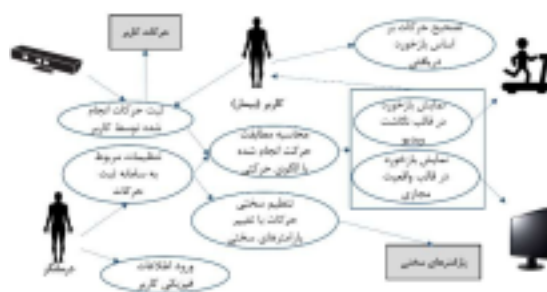 حرکات کاربر
تصحیح حرکات بر
اساس بازخورد
دریافتی
کاربر (بیمار)
ثبت حرکات انجام
شده توسط کاربر
نمایش بازخورد
در قالب
محاسبه مطابقت
حرکت انجام شده
با الگوی حرکتی
تنظیمات مربوط
به سامانه ثبت
حرکات
نمایش بازخورد
در قالب واقعیت
مجازی
تنظیم سختی
حرکات با تغییر
پارامترهای سختی
درمانگر
پارامترهای سختی
ورود اطلاعات
فیزیکی کاربر